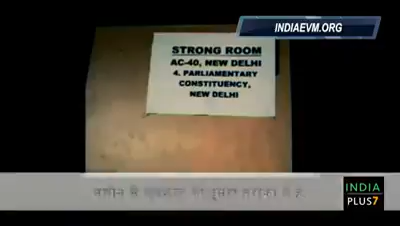 INDIAEVM.ORG
STRONG ROOM
AC-40, NEW DELHI
4. PARLIAMENTARY
CONSTITUENCY,
NEW DELHI
INDIA
PLUS7